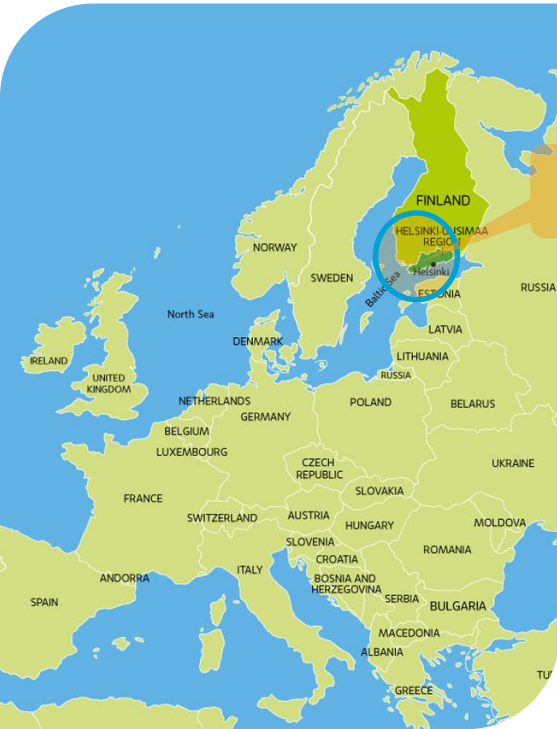 FINLAND
HELSINKI-UUSIMAA
REGION
Helsinki
NORWAY
SWEDEN
Baltic Sea
ESTONIA
RUSSIA
North Sea
LATVIA
DENMARK
LITHUANIA
IRELAND
RUSSIA
UNITED
KINGDOM
NETHERLANDS
POLAND
BELARUS
GERMANY
BELGIUM
LUXEMBOURG
CZECH
REPUBLIC
UKRAINE
SLOVAKIA
FRANCE
SWITZERLAND
AUSTRIA
HUNGARY
MOLDOVA
SLOVENIA
ROMANIA
CROATIA
ITALY
ANDORRA
BOSNIA AND
HERZEGOVINA
SPAIN
SERBIA
BULGARIA
MACEDONIA
ALBANIA
TU
GREECE